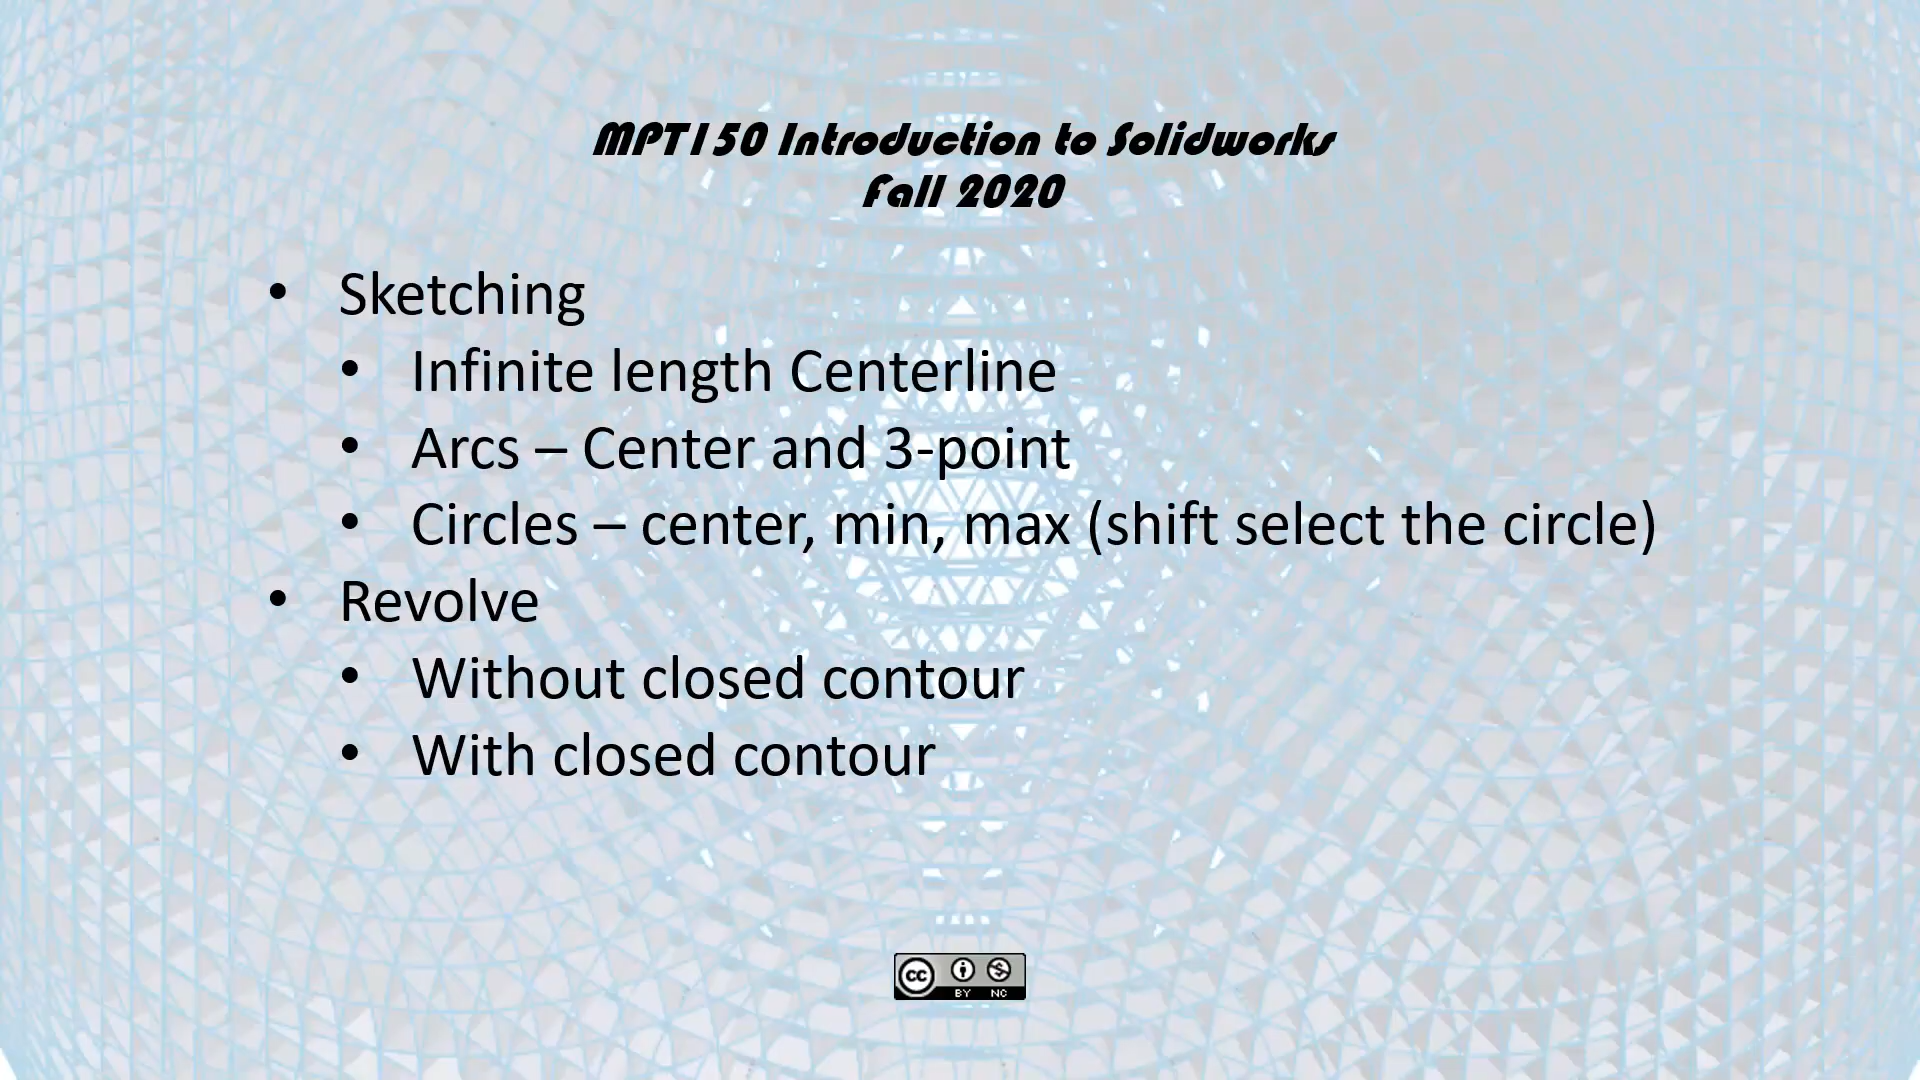 MPT150 Introduction to Solidworks
Fall 2020
• Sketching
• Infinite length Centerline
• Arcs – Center and 3-point
• Circles – center, min, max (shift select the circle)
• Revolve
• Without closed contour
• With closed contour
cc BY NC